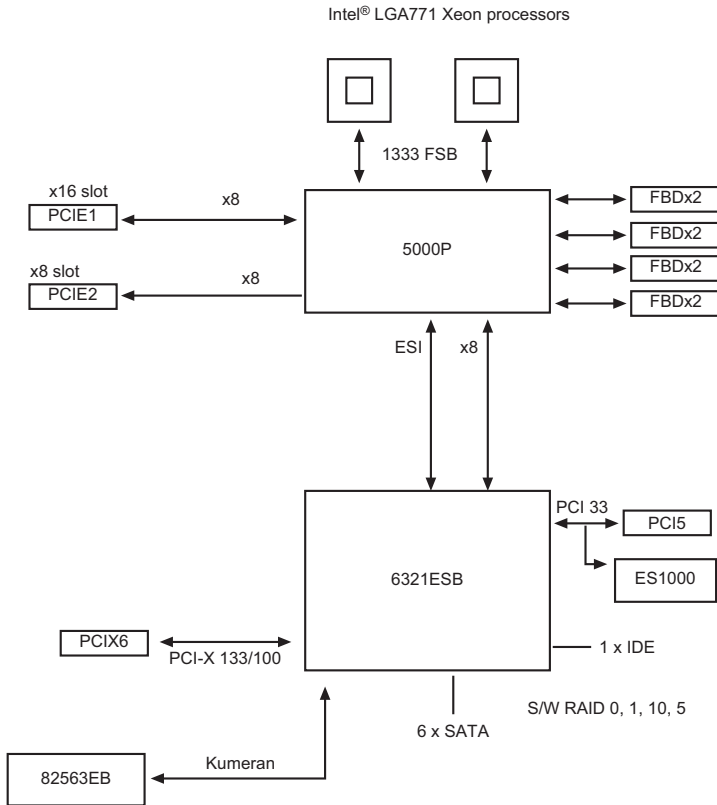 Intel® LGA771 Xeon processors
1333 FSB
x16 slot
PCIE1
x8
5000P
FBDx2
FBDx2
FBDx2
FBDx2
x8 slot
PCIE2
x8
ESI
x8
PCI 33
PCI5
6321ESB
ES1000
PCIX6
PCI-X 133/100
1 x IDE
S/W RAID 0, 1, 10, 5
6 x SATA
82563EB
Kumeran